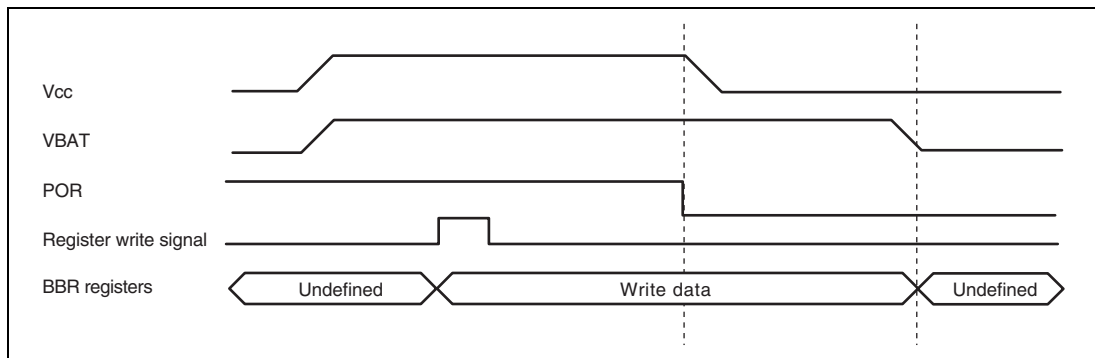 Vcc
VBAT
POR
Register write signal
BBR registers Undefined Write data Undefined